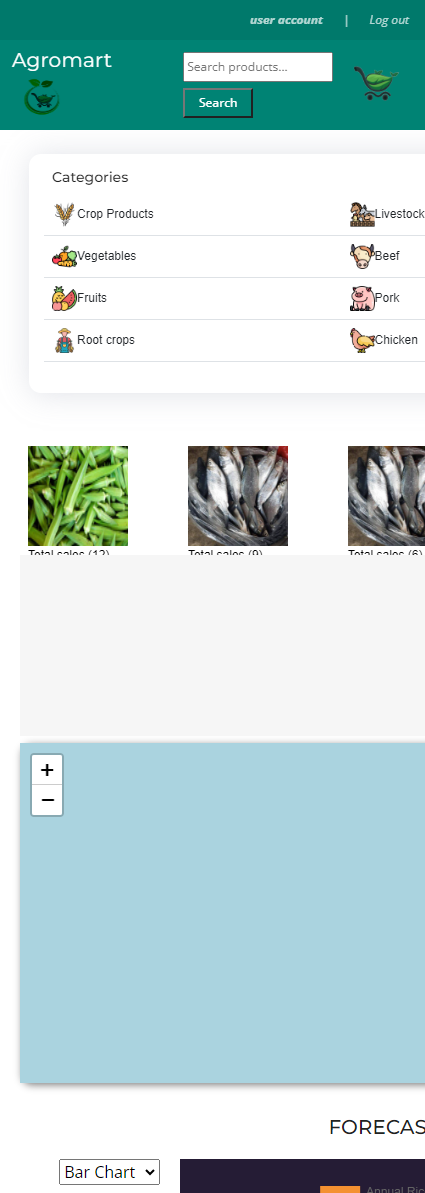 user account | Log out
Agromart
Search products...
Search
Categories
Crop Products
Livestock
Vegetables
Beef
Fruits
Pork
Root crops
Chicken
Total sales (12)
Total sales (9)
Total sales (6)
+
−
FORECAS
Bar Chart
Annual Ric